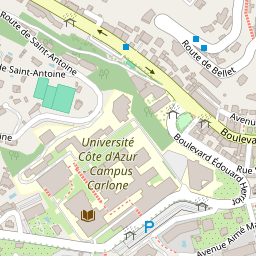 Route de Saint-Antoine
de Saint-Antoine
Route de Bellet
Avenue
Boulevard
Université
Côte d'Azur
- Campus
Carlone
Boulevard Édouard Herriot
Rue
P
Avenue Aimé Ma